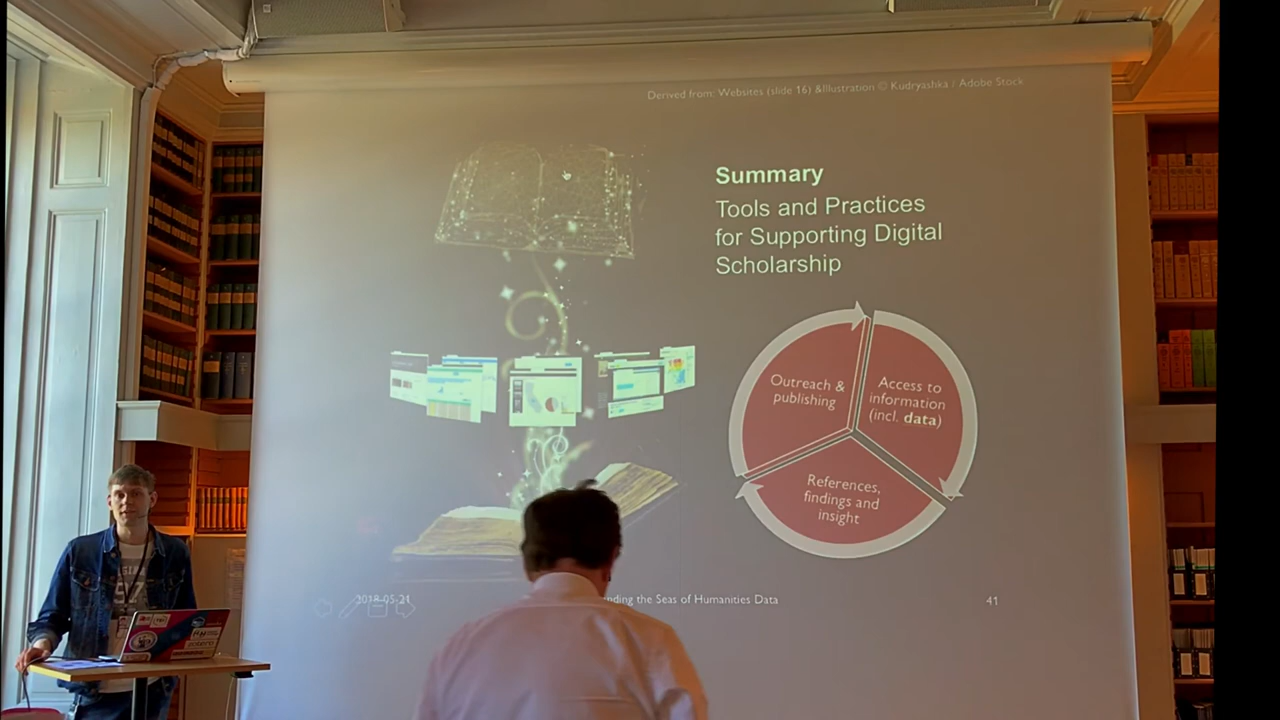 Derived from: Websites (slide 16) &Illustration © Kudryashka / Adobe Stock
Summary
Tools and Practices
for Supporting Digital
Scholarship
Outreach &
publishing
Access to
information
(incl. data)
References,
findings and
insight
2018-05-21
nding the Seas of Humanities Data
41